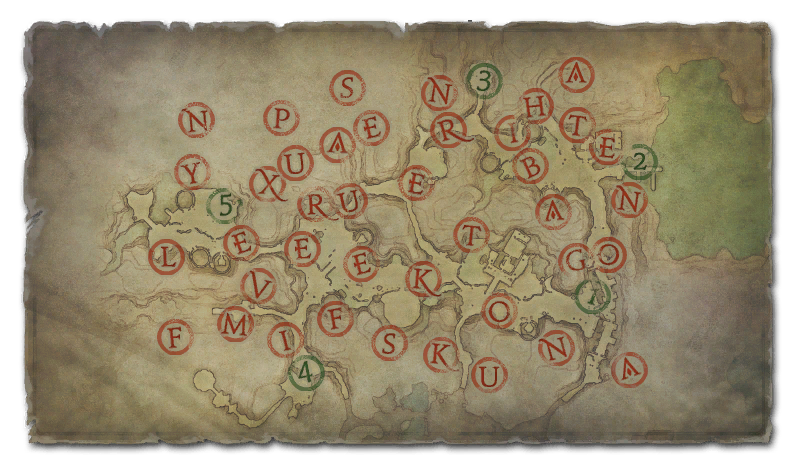 S N 3 A
N P A E R H I T E
Y X U E B 2
5 R U A N
L E E E T G O
V K 1
F M I F S O N
4 K U A